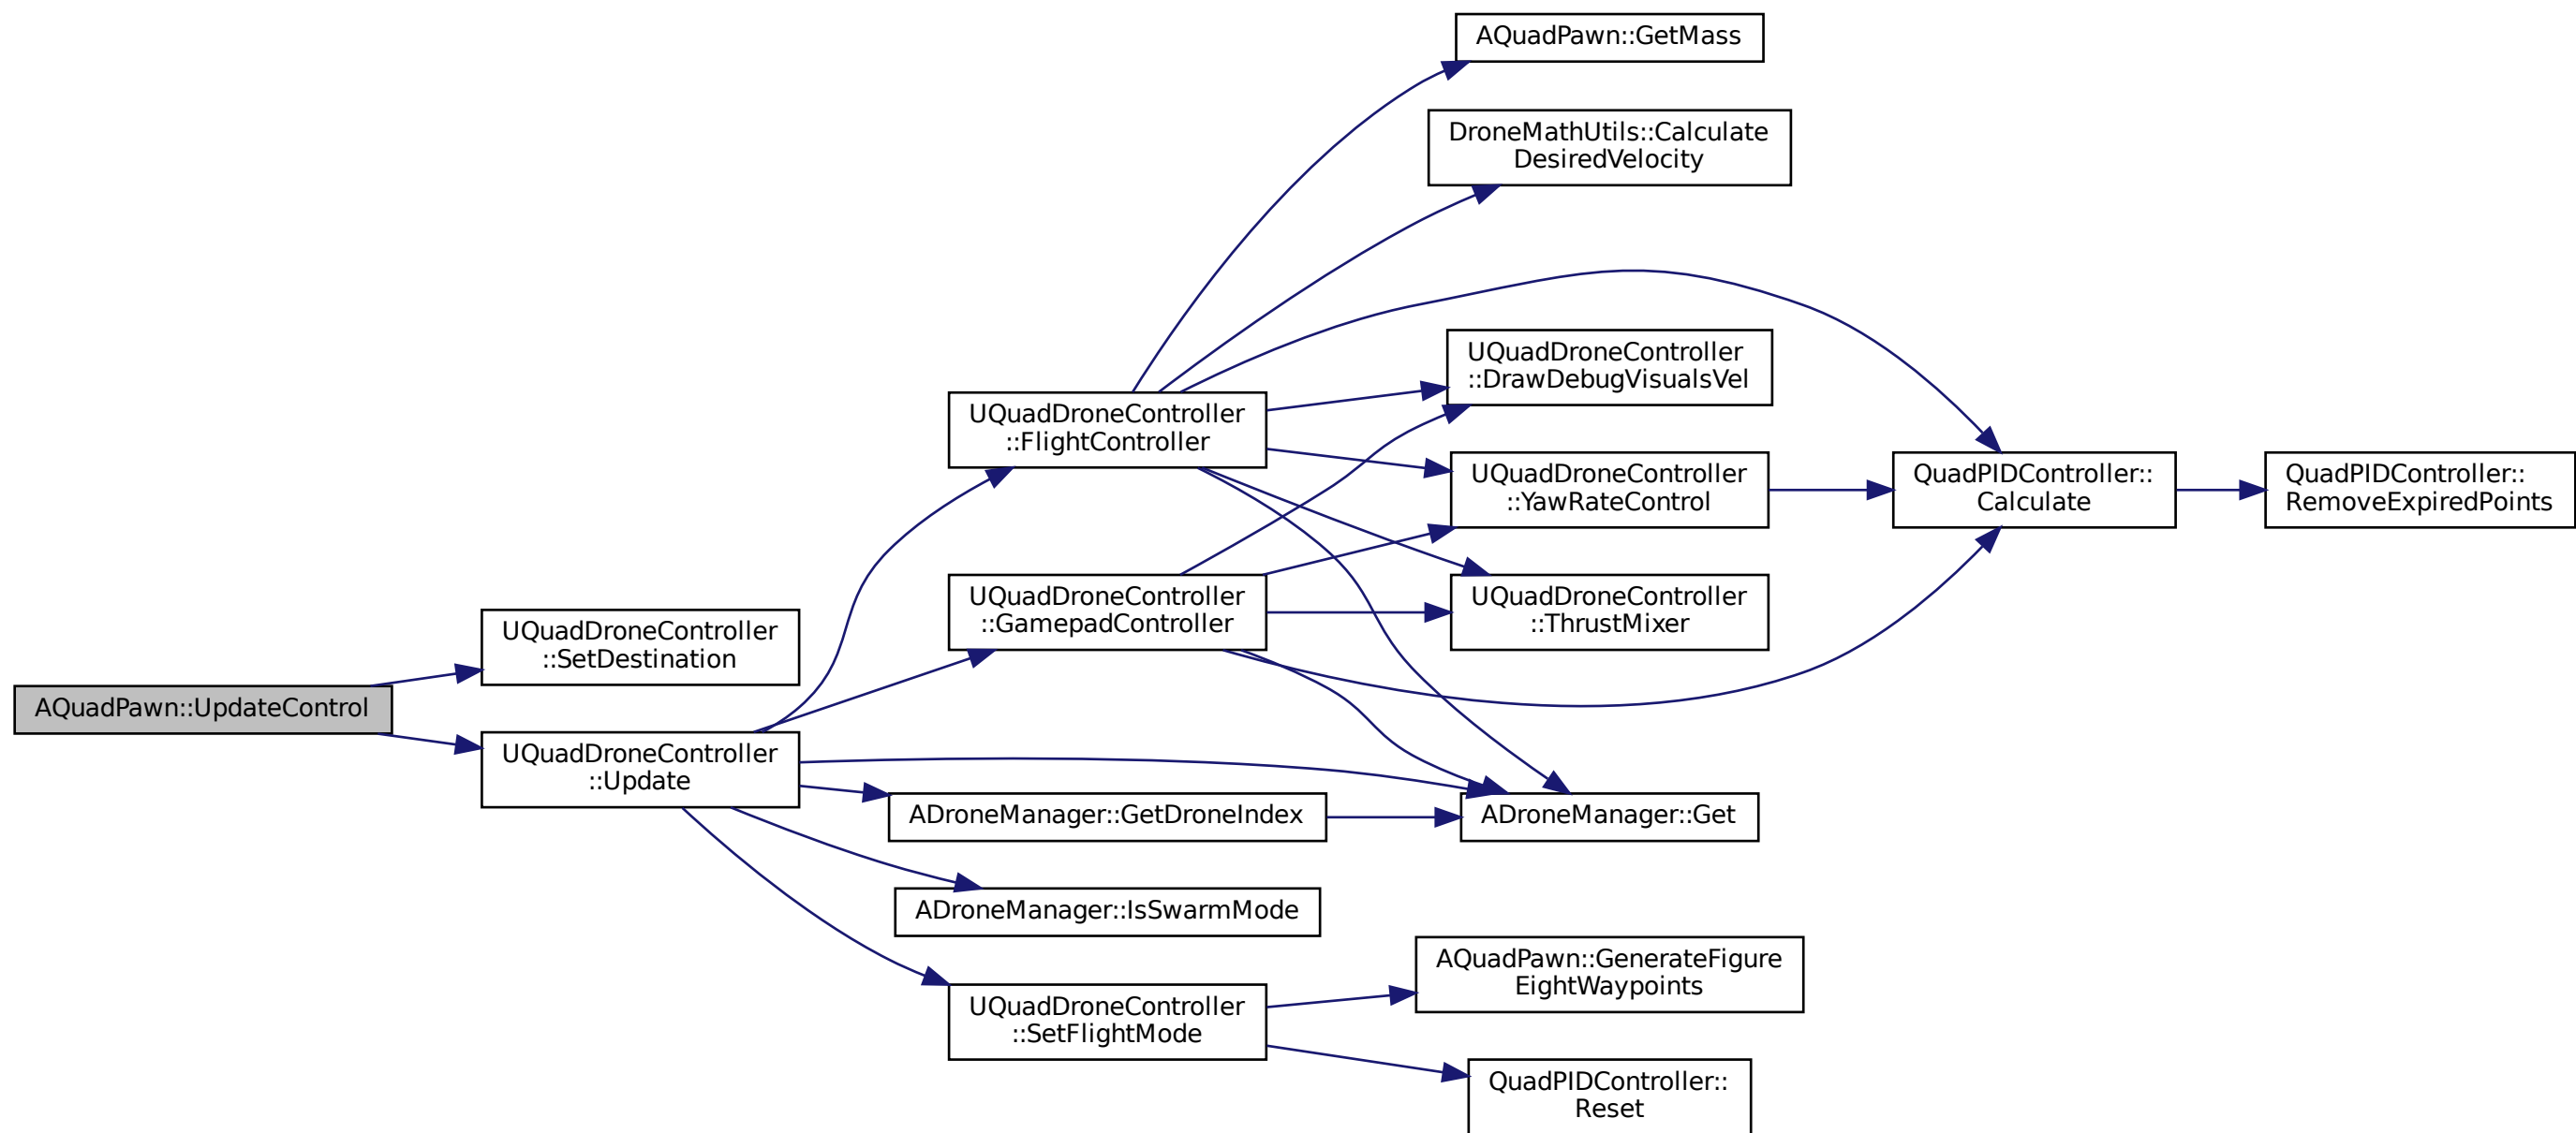 AQuadPawn::UpdateControl
UQuadDroneController
::SetDestination
UQuadDroneController
::Update
UQuadDroneController
::FlightController
UQuadDroneController
::GamepadController
ADroneManager::GetDroneIndex
ADroneManager::IsSwarmMode
UQuadDroneController
::SetFlightMode
AQuadPawn::GetMass
DroneMathUtils::Calculate
DesiredVelocity
UQuadDroneController
::DrawDebugVisualsVel
UQuadDroneController
::YawRateControl
UQuadDroneController
::ThrustMixer
ADroneManager::Get
AQuadPawn::GenerateFigure
EightWaypoints
QuadPIDController::
Reset
QuadPIDController::
Calculate
QuadPIDController::
RemoveExpiredPoints